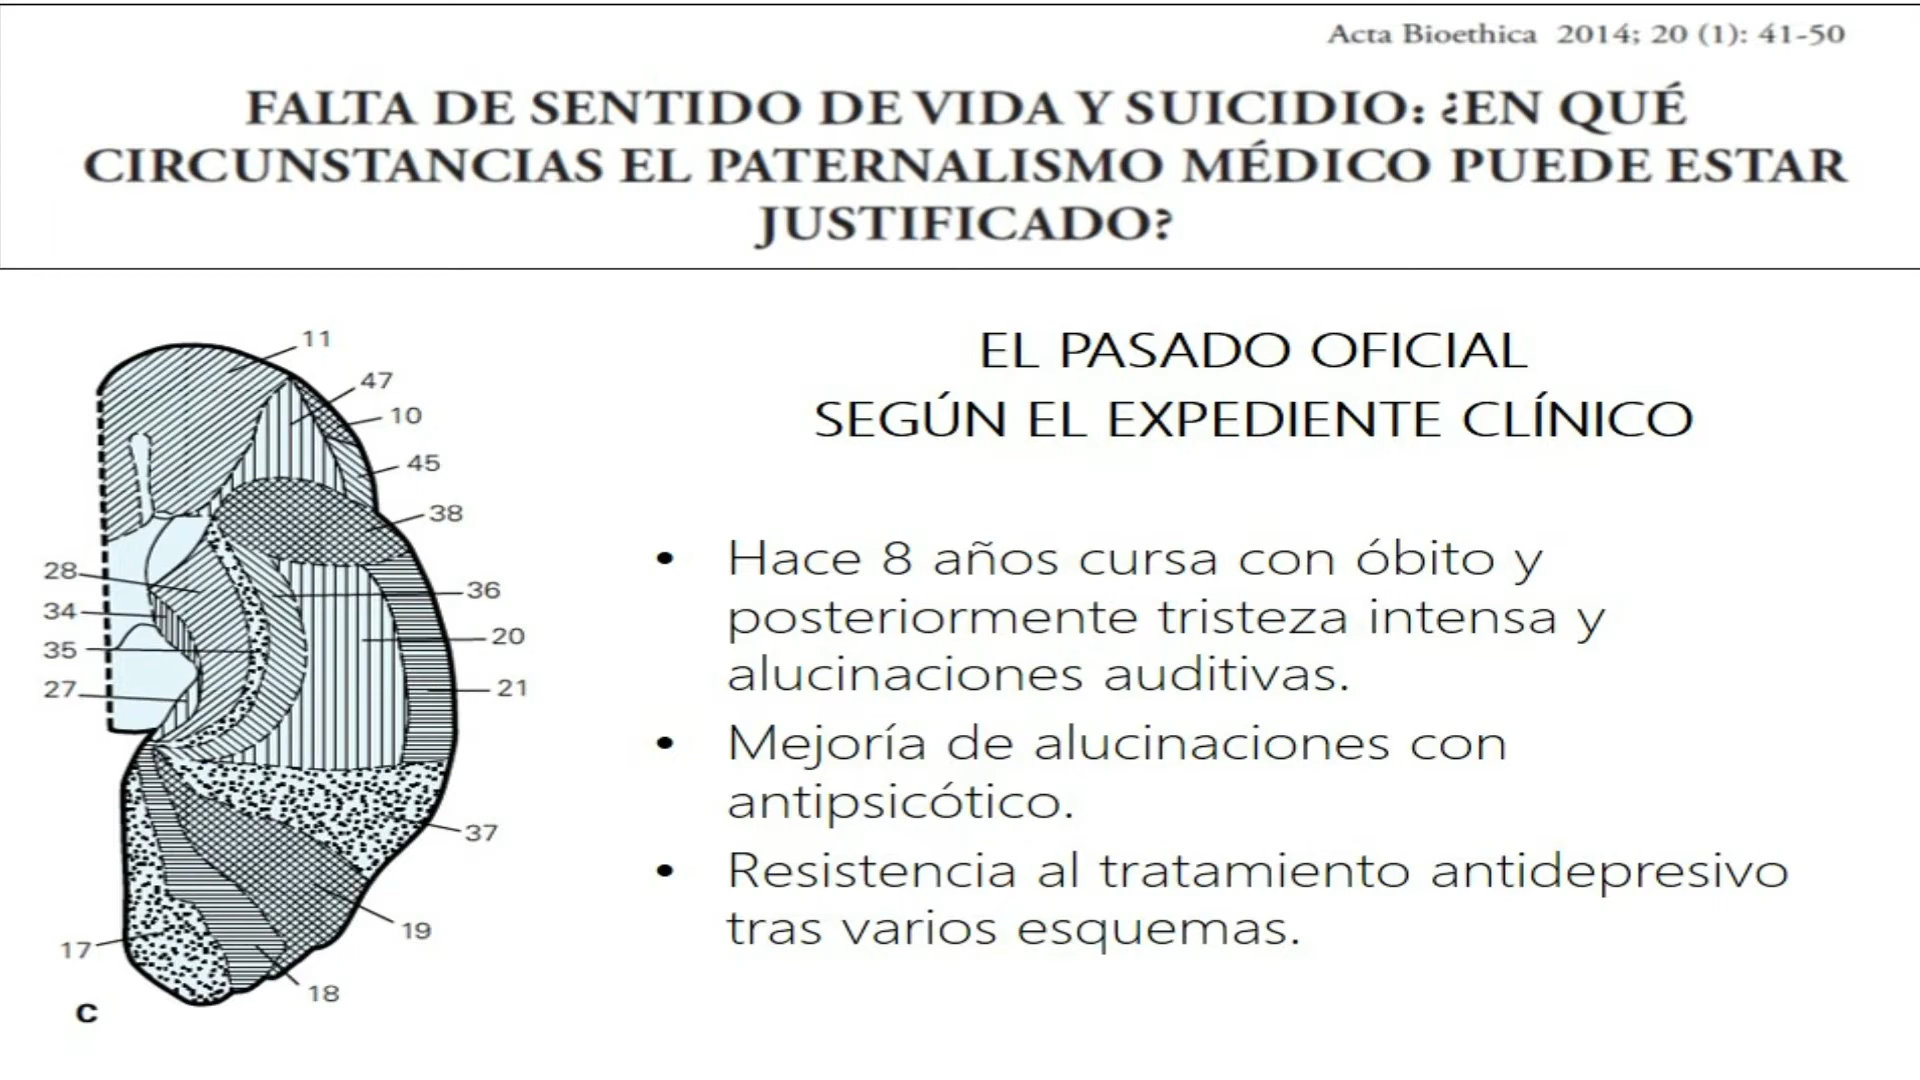 Acta Bioethica 2014; 20 (1): 41-50
FALTA DE SENTIDO DE VIDA Y SUICIDIO: ¿EN QUÉ
CIRCUNSTANCIAS EL PATERNALISMO MÉDICO PUEDE ESTAR
JUSTIFICADO?
11
47
10
45
38
28
36
34
20
35
27
21
37
19
17
18
C
EL PASADO OFICIAL
SEGÚN EL EXPEDIENTE CLÍNICO
• Hace 8 años cursa con óbito y
posteriormente tristeza intensa y
alucinaciones auditivas.
• Mejoría de alucinaciones con
antipsicótico.
• Resistencia al tratamiento antidepresivo
tras varios esquemas.